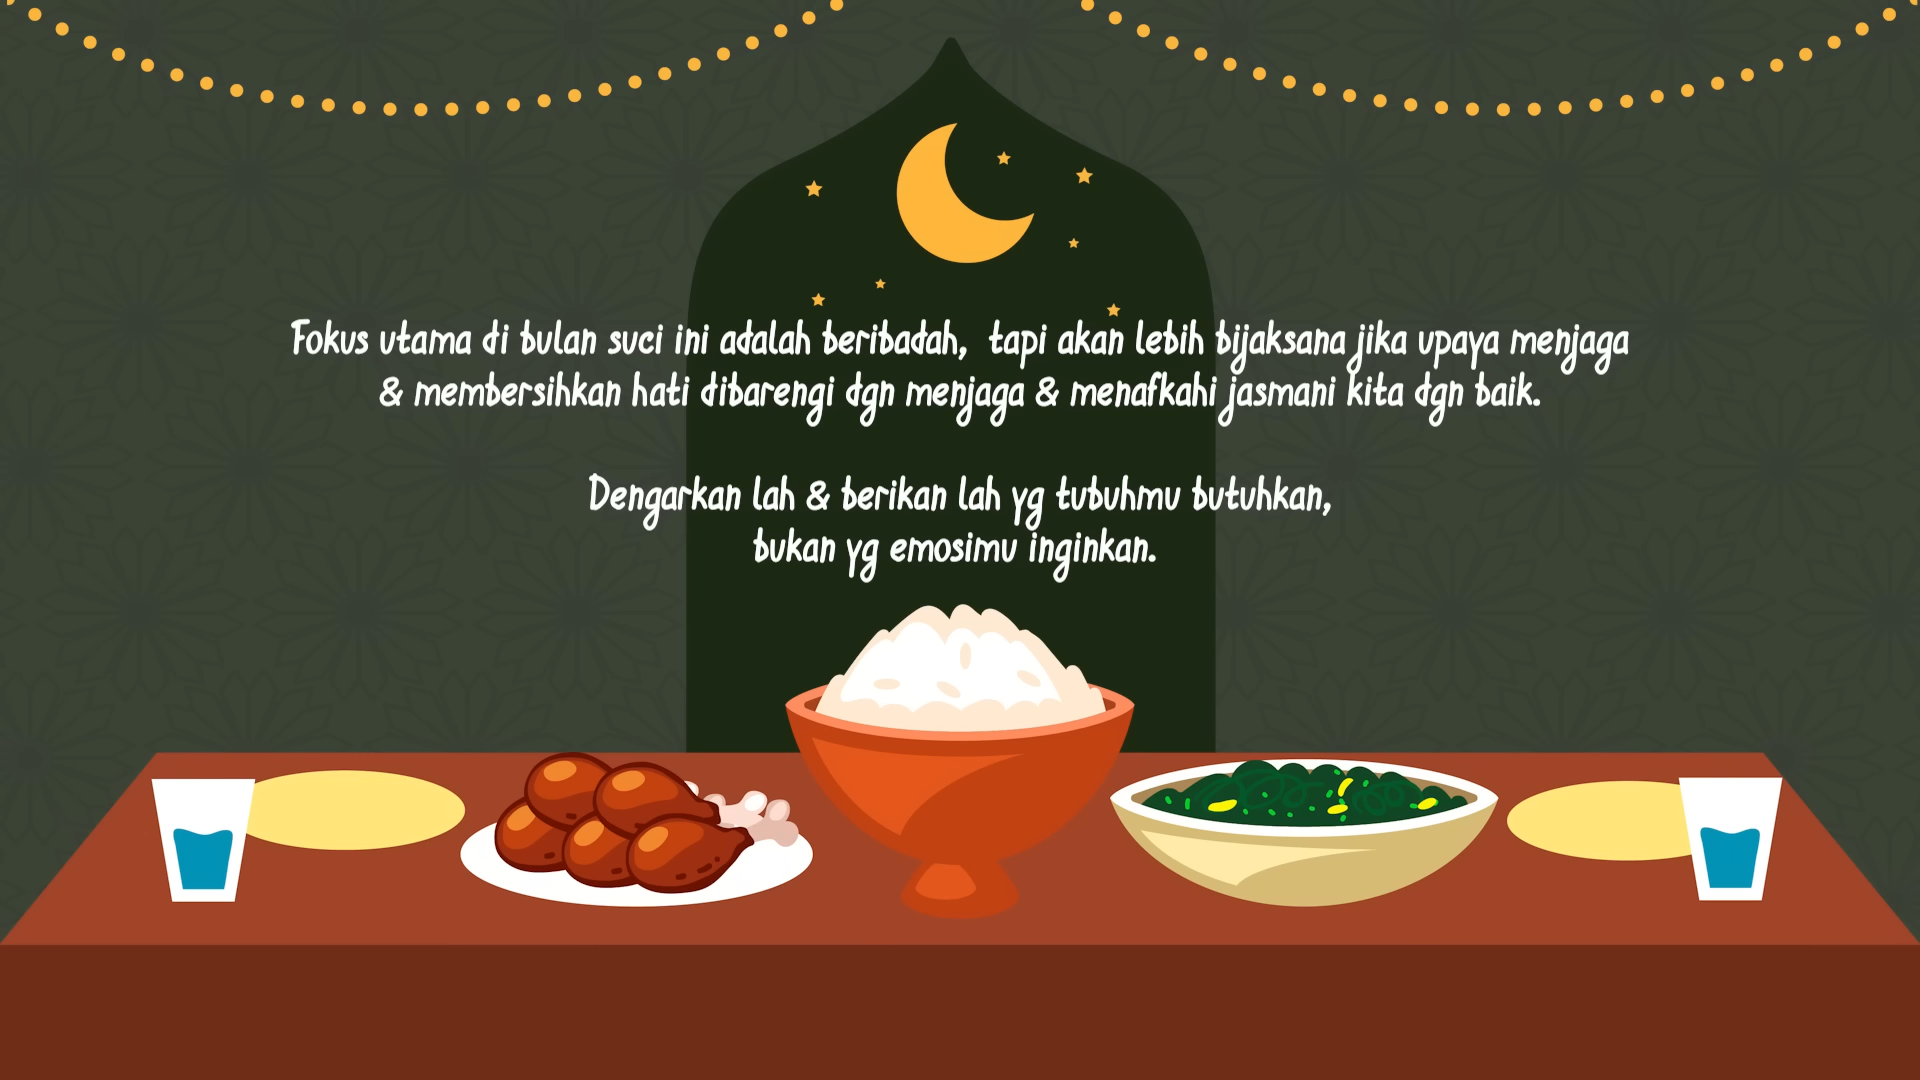 Fokus utama di bulan suci ini adalah beribadah, tapi akan lebih bijaksana jika upaya menjaga
& membersihkan hati dibarengi dgn menjaga & menafkahi jasmani kita dgn baik.
Dengarkan lah & berikan lah yg tubuhmu butuhkan,
bukan yg emosimu inginkan.